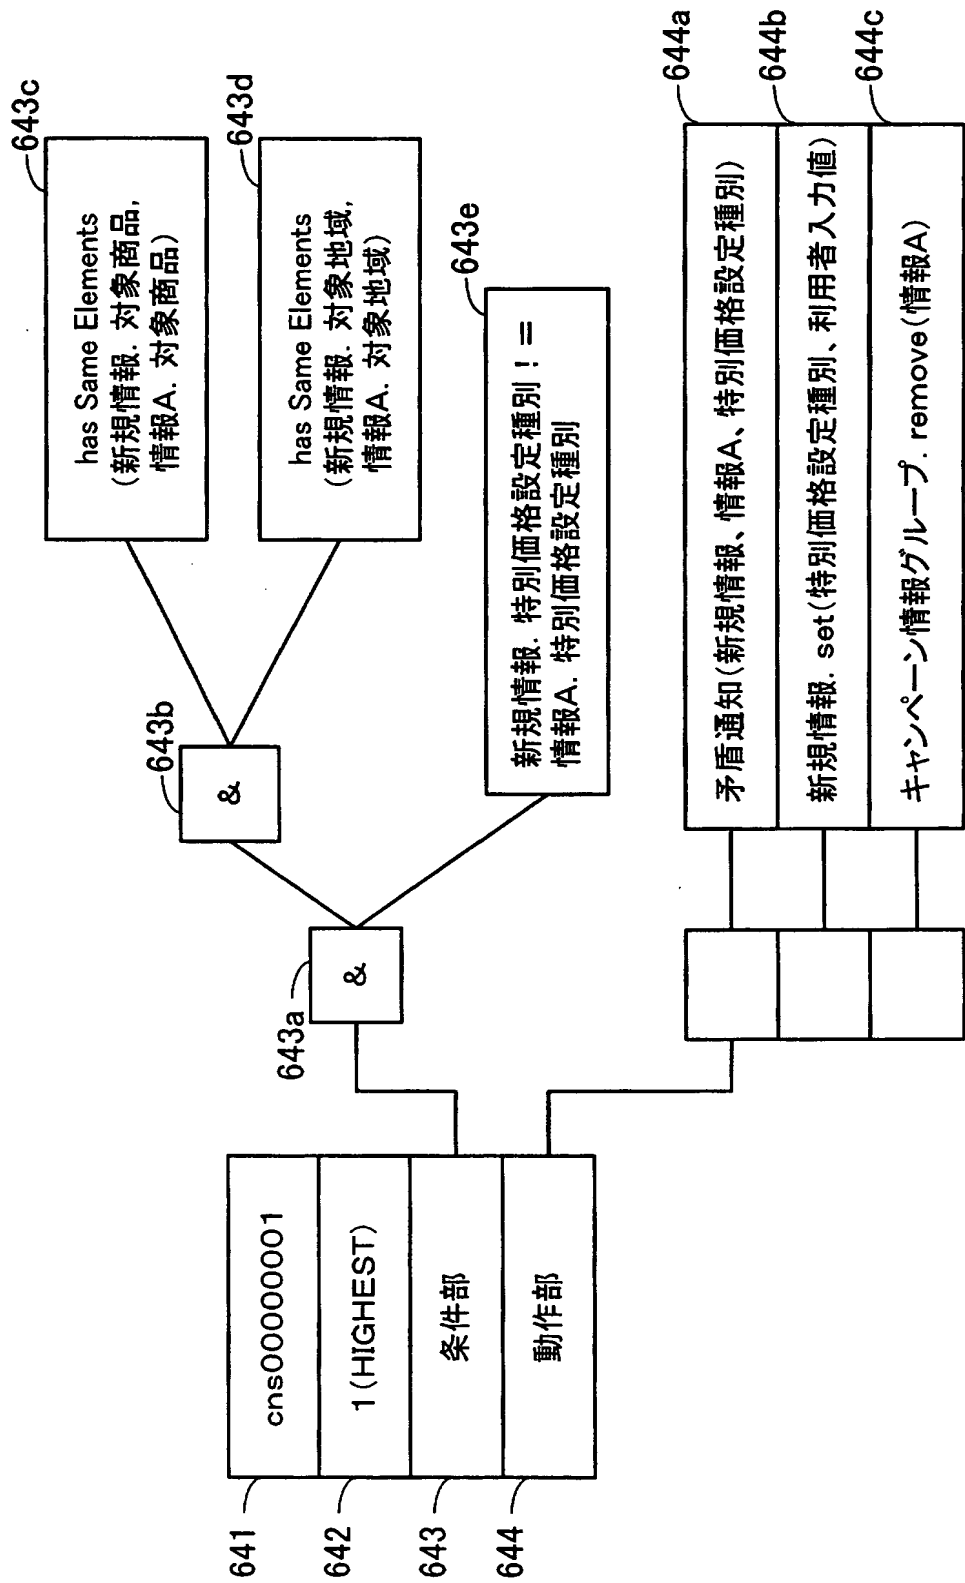 643c
has Same Elements
(新規情報. 対象商品,
情報A. 対象商品)
643d
has Same Elements
(新規情報. 対象地域,
情報A. 対象地域)
643b
&
643e
新規情報. 特別価格設定種別！＝
情報A. 特別価格設定種別
643a
&
641
cns00000001
642
1(HIGHEST)
643
条件部
644
動作部
644a
矛盾通知(新規情報、情報A、特別価格設定種別)
644b
新規情報. set(特別価格設定種別、利用者入力値)
644c
キャンペーン情報グループ. remove(情報A)